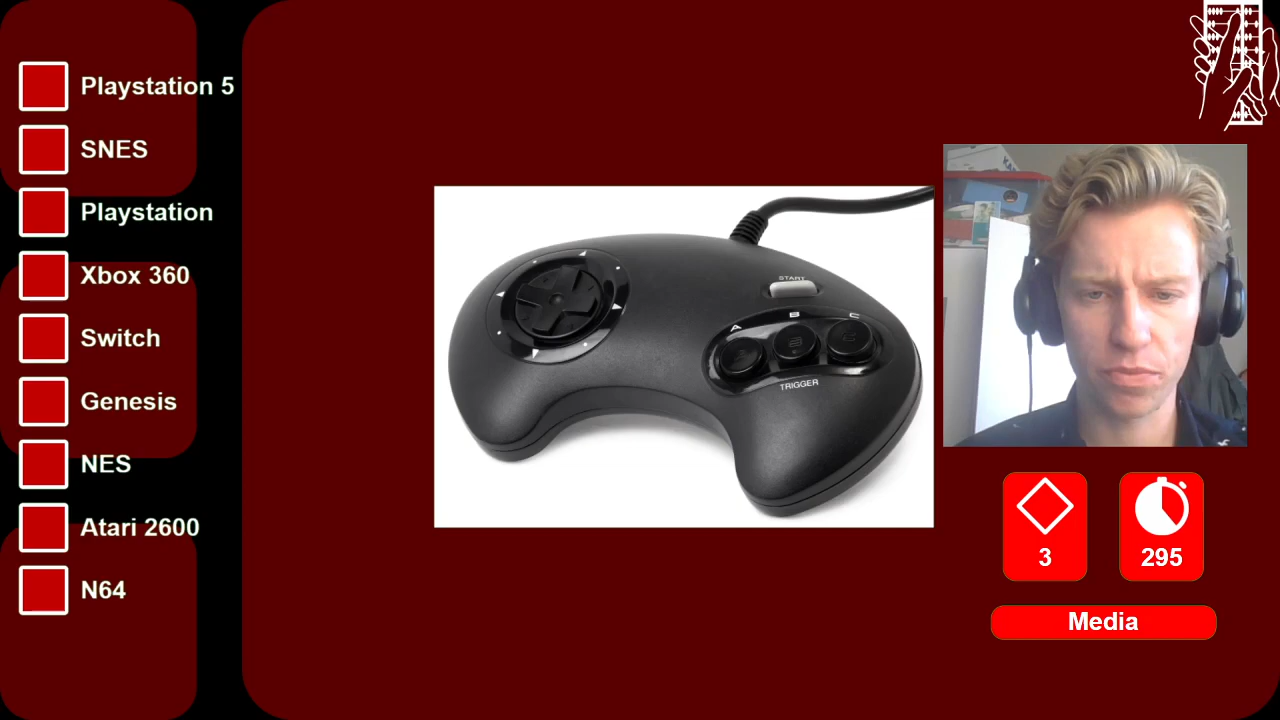 Playstation 5
SNES
Playstation
Xbox 360
Switch
Genesis
NES
Atari 2600
N64
START
A B C
TRIGGER
3
295
Media